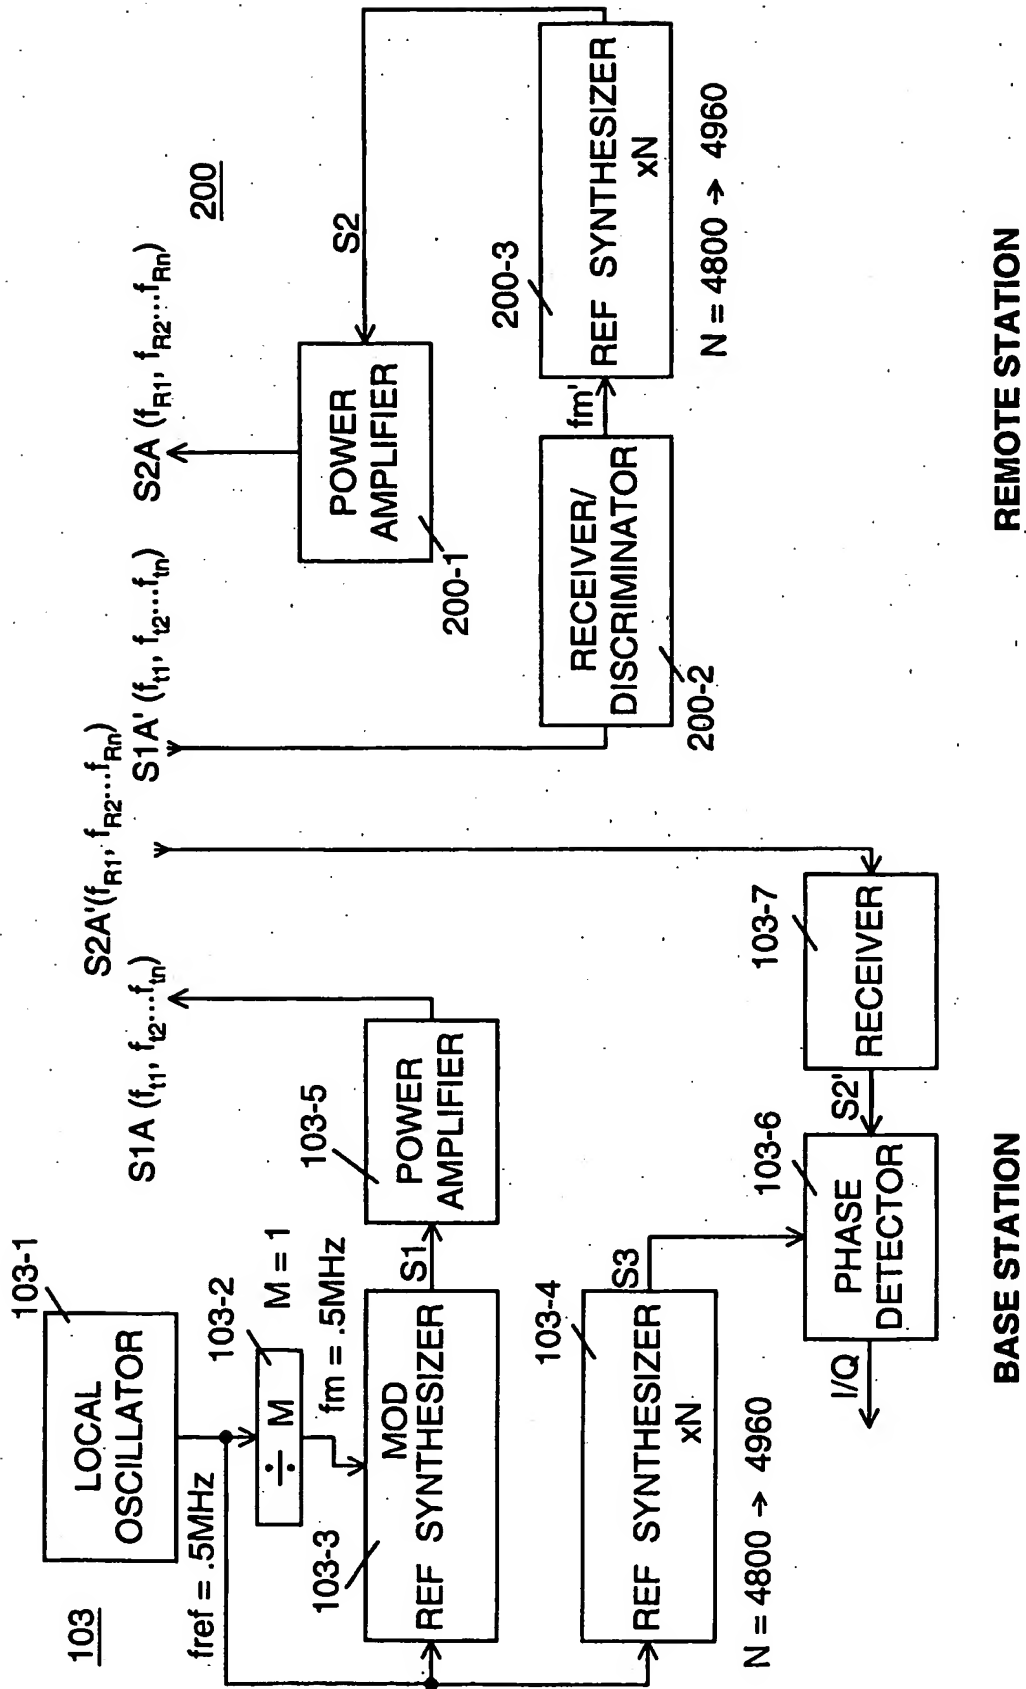 103
LOCAL
OSCILLATOR
103-1
fref = .5MHz
÷ M
103-2
M = 1
fm = .5MHz
MOD
REF SYNTHESIZER
103-3
S1
POWER
AMPLIFIER
103-5
S1A (ft1, ft2...ftn)
S2A'(fR1, fR2...fRn)
REF SYNTHESIZER
xN
103-4
N = 4800 → 4960
S3
PHASE
DETECTOR
103-6
I/Q
S2'
RECEIVER
103-7
BASE STATION
S1A' (ft1, ft2...ftn)
S2A (fR1, fR2...fRn)
200
POWER
AMPLIFIER
200-1
S2
RECEIVER/
DISCRIMINATOR
200-2
fm'
REF SYNTHESIZER
xN
200-3
N = 4800 → 4960
REMOTE STATION